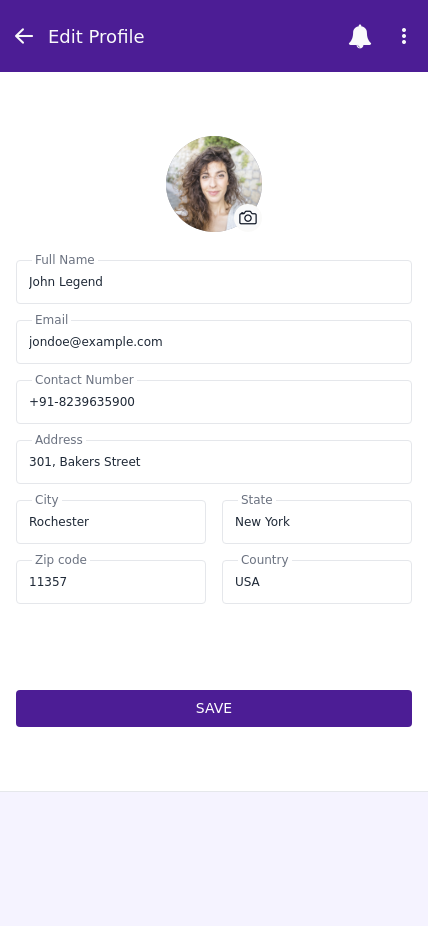 Edit Profile
Full Name
John Legend
Email
jondoe@example.com
Contact Number
+91-8239635900
Address
301, Bakers Street
City
State
Rochester
New York
Zip code
Country
11357
USA
SAVE